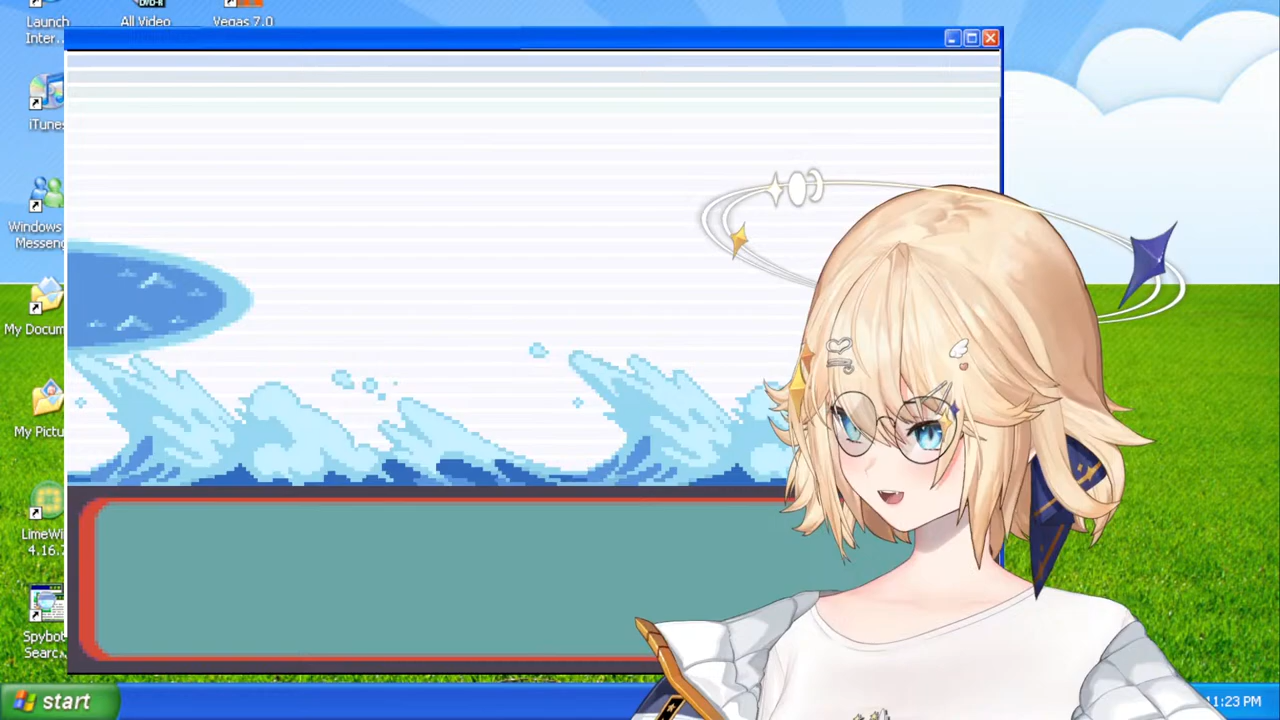 Launch
Inter...
All Video
Vegas 7.0
iTunes
Windows
Messeng
My Docum
My Pictu
LimeWi
4.16.
Spybot
Searc
start
11:23 PM